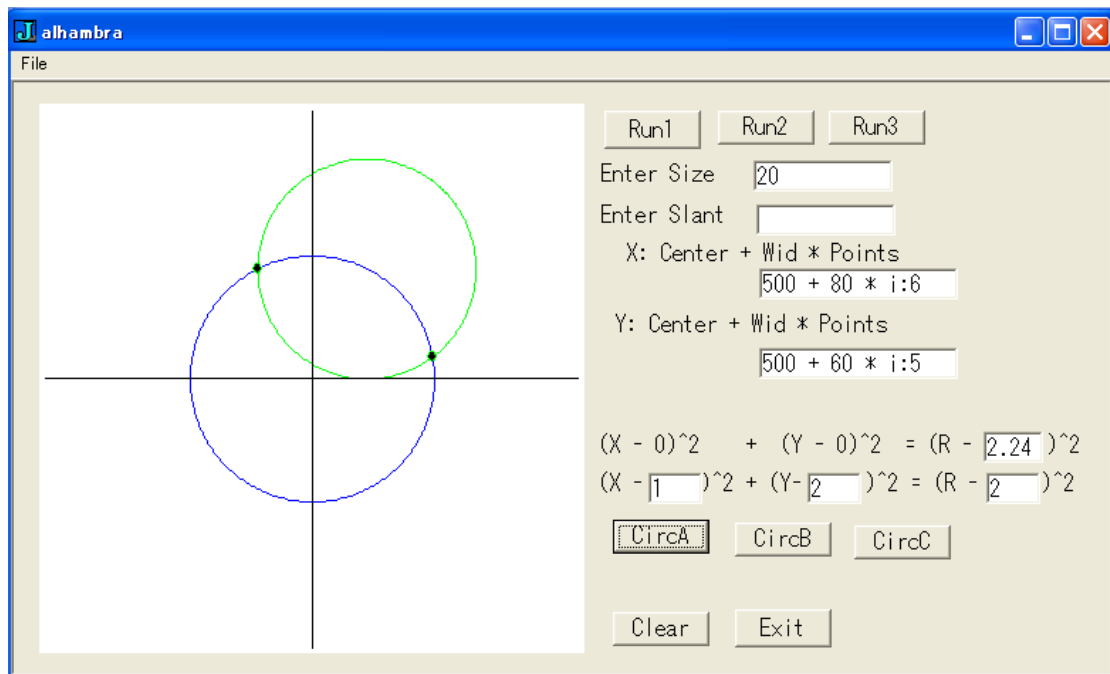 alhambra
File
Run1 Run2 Run3
Enter Size 20
Enter Slant
X: Center + Wid * Points
500 + 80 * i:6
Y: Center + Wid * Points
500 + 60 * i:5
(X - 0)^2 + (Y - 0)^2 = (R - 2.24 )^2
(X - 1 )^2 + (Y- 2 )^2 = (R - 2 )^2
CircA CircB CircC
Clear Exit